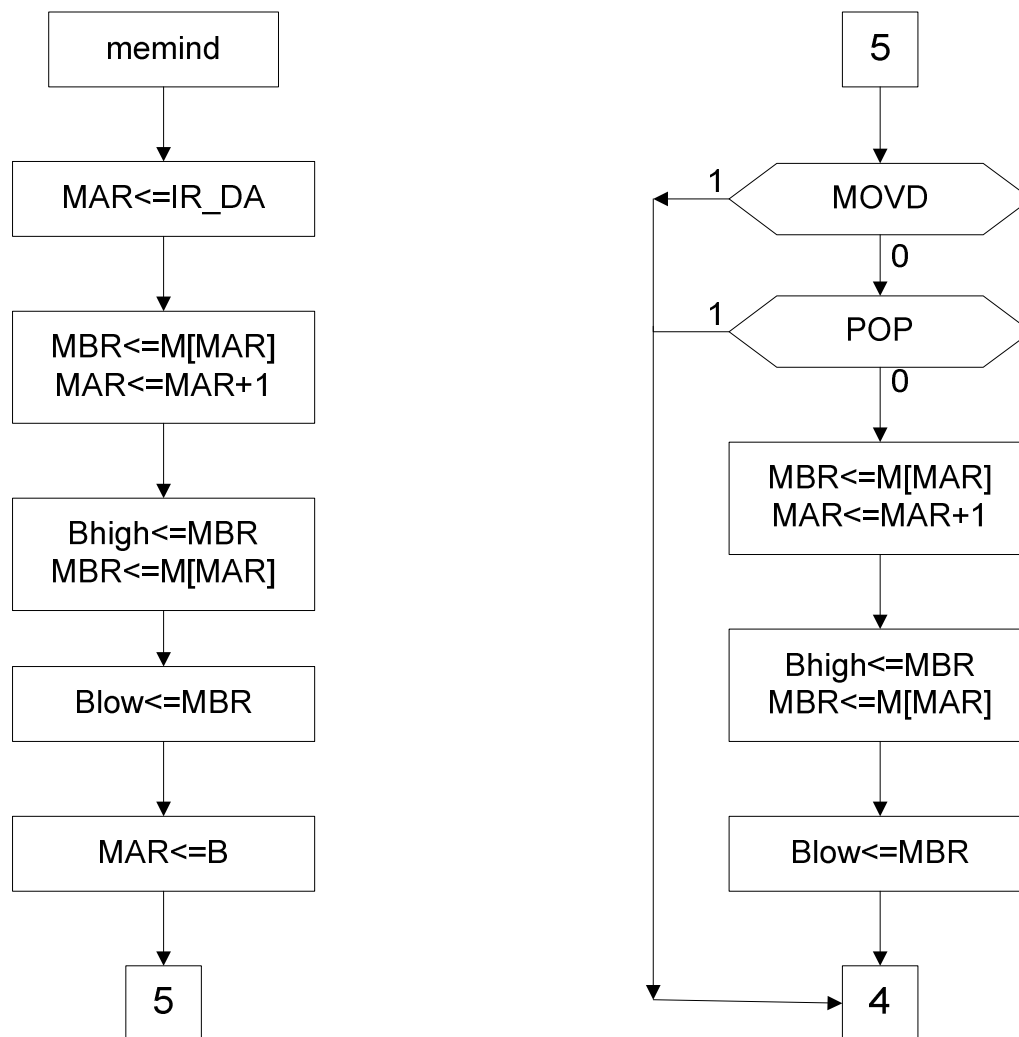 memind
MAR<=IR_DA
MBR<=M[MAR]
MAR<=MAR+1
Bhigh<=MBR
MBR<=M[MAR]
Blow<=MBR
MAR<=B
5
5
1
MOVD
0
1
POP
0
MBR<=M[MAR]
MAR<=MAR+1
Bhigh<=MBR
MBR<=M[MAR]
Blow<=MBR
4